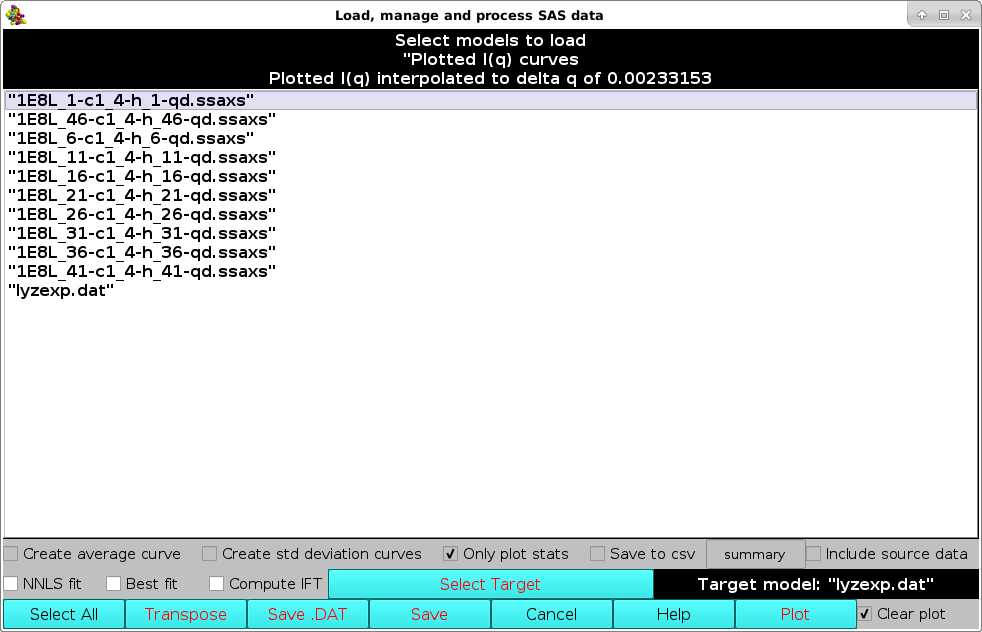 Load, manage and process SAS data
Select models to load
"Plotted I(q) curves
Plotted I(q) interpolated to delta q of 0.00233153
"1E8L_1-c1_4-h_1-qd.ssaxs"
"1E8L_46-c1_4-h_46-qd.ssaxs"
"1E8L_6-c1_4-h_6-qd.ssaxs"
"1E8L_11-c1_4-h_11-qd.ssaxs"
"1E8L_16-c1_4-h_16-qd.ssaxs"
"1E8L_21-c1_4-h_21-qd.ssaxs"
"1E8L_26-c1_4-h_26-qd.ssaxs"
"1E8L_31-c1_4-h_31-qd.ssaxs"
"1E8L_36-c1_4-h_36-qd.ssaxs"
"1E8L_41-c1_4-h_41-qd.ssaxs"
"lyzexp.dat"
Create average curve Create std deviation curves Only plot stats Save to csv summary Include source data
NNLS fit Best fit Compute IFT Select Target Target model: "lyzexp.dat"
Select All Transpose Save .DAT Save Cancel Help Plot Clear plot